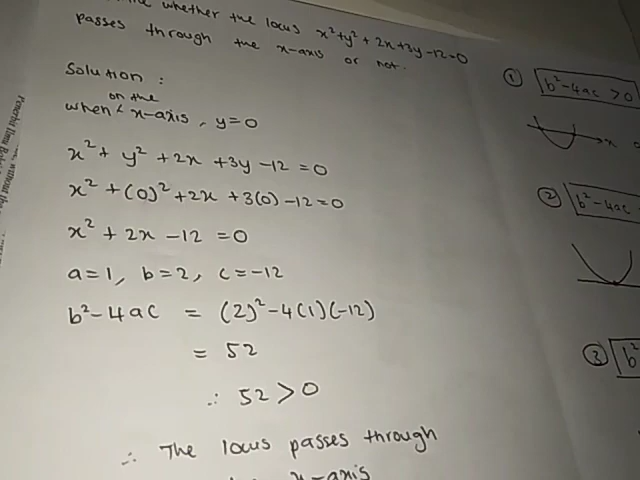 whether the locus x²+y²+2x+3y-12=0
passes through the x-axis or not.
Solution :
on the
when x-axis, y=0
x² + y² + 2x + 3y - 12 = 0
x² + (0)² + 2x + 3(0) - 12 = 0
x² + 2x - 12 = 0
a=1, b=2, c=-12
b²-4ac = (2)² - 4(1)(-12)
= 52
∴ 52 > 0
∴ The locus passes through
x-axis
① b²-4ac > 0
x
② b²-4ac
③ b²